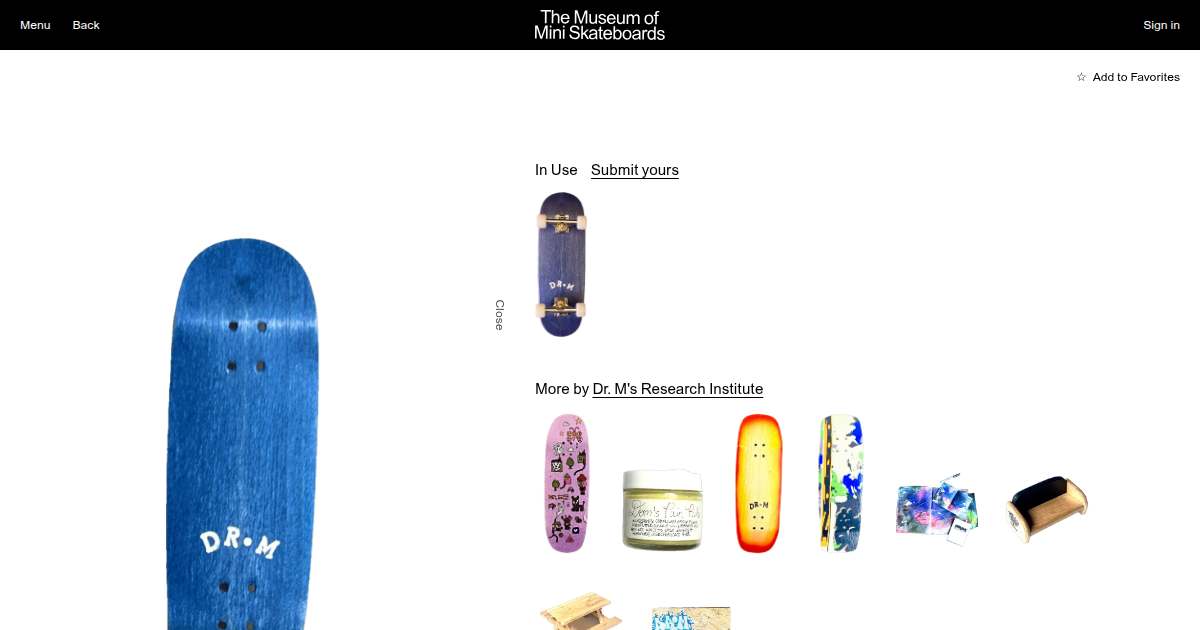 Menu
Back
The Museum of
Mini Skateboards
Sign in
☆ Add to Favorites
In Use
Submit yours
DR•M
Close
DR•M
More by Dr. M's Research Institute
DR•M